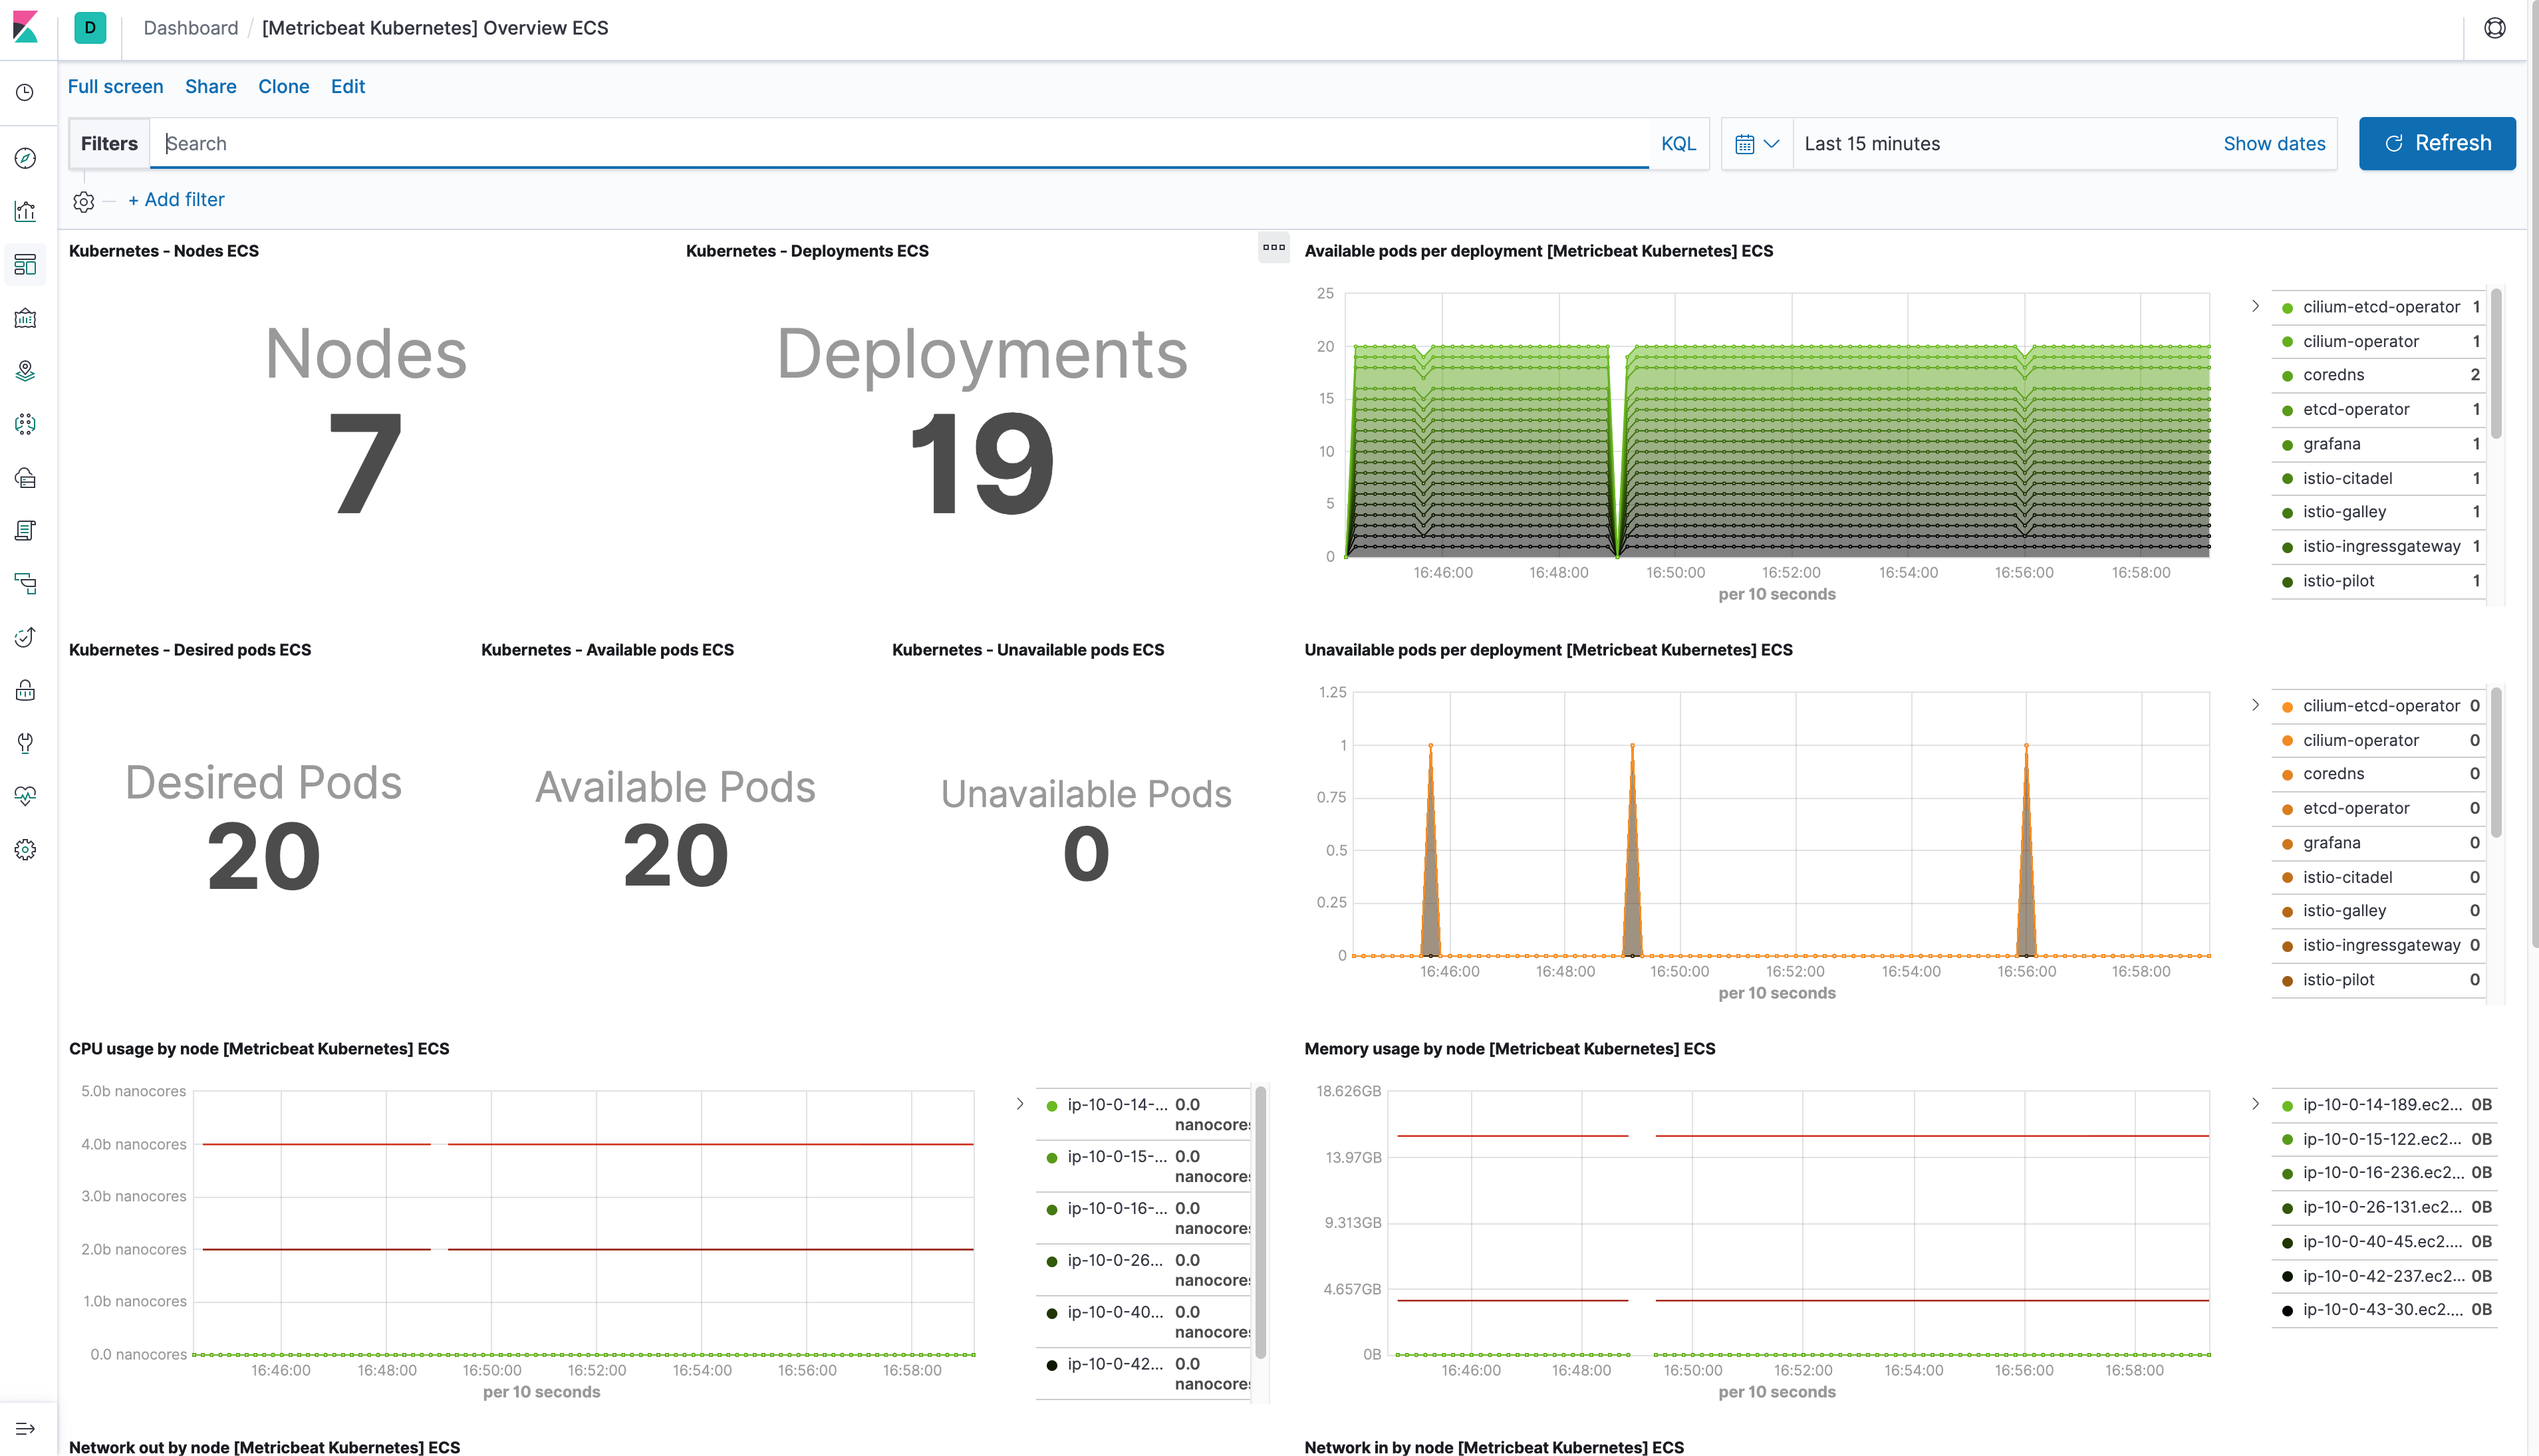 D Dashboard / [Metricbeat Kubernetes] Overview ECS
Full screen Share Clone Edit
Filters Search KQL Last 15 minutes Show dates Refresh
+ Add filter
Kubernetes - Nodes ECS
Nodes
7
Kubernetes - Deployments ECS
Deployments
19
Available pods per deployment [Metricbeat Kubernetes] ECS
25
20
15
10
5
0
16:46:00 16:48:00 16:50:00 16:52:00 16:54:00 16:56:00 16:58:00
per 10 seconds
cilium-etcd-operator 1
cilium-operator 1
coredns 2
etcd-operator 1
grafana 1
istio-citadel 1
istio-galley 1
istio-ingressgateway 1
istio-pilot 1
Kubernetes - Desired pods ECS
Desired Pods
20
Kubernetes - Available pods ECS
Available Pods
20
Kubernetes - Unavailable pods ECS
Unavailable Pods
0
Unavailable pods per deployment [Metricbeat Kubernetes] ECS
1.25
1
0.75
0.5
0.25
0
16:46:00 16:48:00 16:50:00 16:52:00 16:54:00 16:56:00 16:58:00
per 10 seconds
cilium-etcd-operator 0
cilium-operator 0
coredns 0
etcd-operator 0
grafana 0
istio-citadel 0
istio-galley 0
istio-ingressgateway 0
istio-pilot 0
CPU usage by node [Metricbeat Kubernetes] ECS
5.0b nanocores
4.0b nanocores
3.0b nanocores
2.0b nanocores
1.0b nanocores
0.0 nanocores
16:46:00 16:48:00 16:50:00 16:52:00 16:54:00 16:56:00 16:58:00
per 10 seconds
ip-10-0-14-... 0.0
nanocores
ip-10-0-15-... 0.0
nanocores
ip-10-0-16-... 0.0
nanocores
ip-10-0-26... 0.0
nanocores
ip-10-0-40... 0.0
nanocores
ip-10-0-42... 0.0
nanocores
Memory usage by node [Metricbeat Kubernetes] ECS
18.626GB
13.97GB
9.313GB
4.657GB
0B
16:46:00 16:48:00 16:50:00 16:52:00 16:54:00 16:56:00 16:58:00
per 10 seconds
ip-10-0-14-189.ec2... 0B
ip-10-0-15-122.ec2... 0B
ip-10-0-16-236.ec2... 0B
ip-10-0-26-131.ec2... 0B
ip-10-0-40-45.ec2.... 0B
ip-10-0-42-237.ec2... 0B
ip-10-0-43-30.ec2.... 0B
Network out by node [Metricbeat Kubernetes] ECS
Network in by node [Metricbeat Kubernetes] ECS